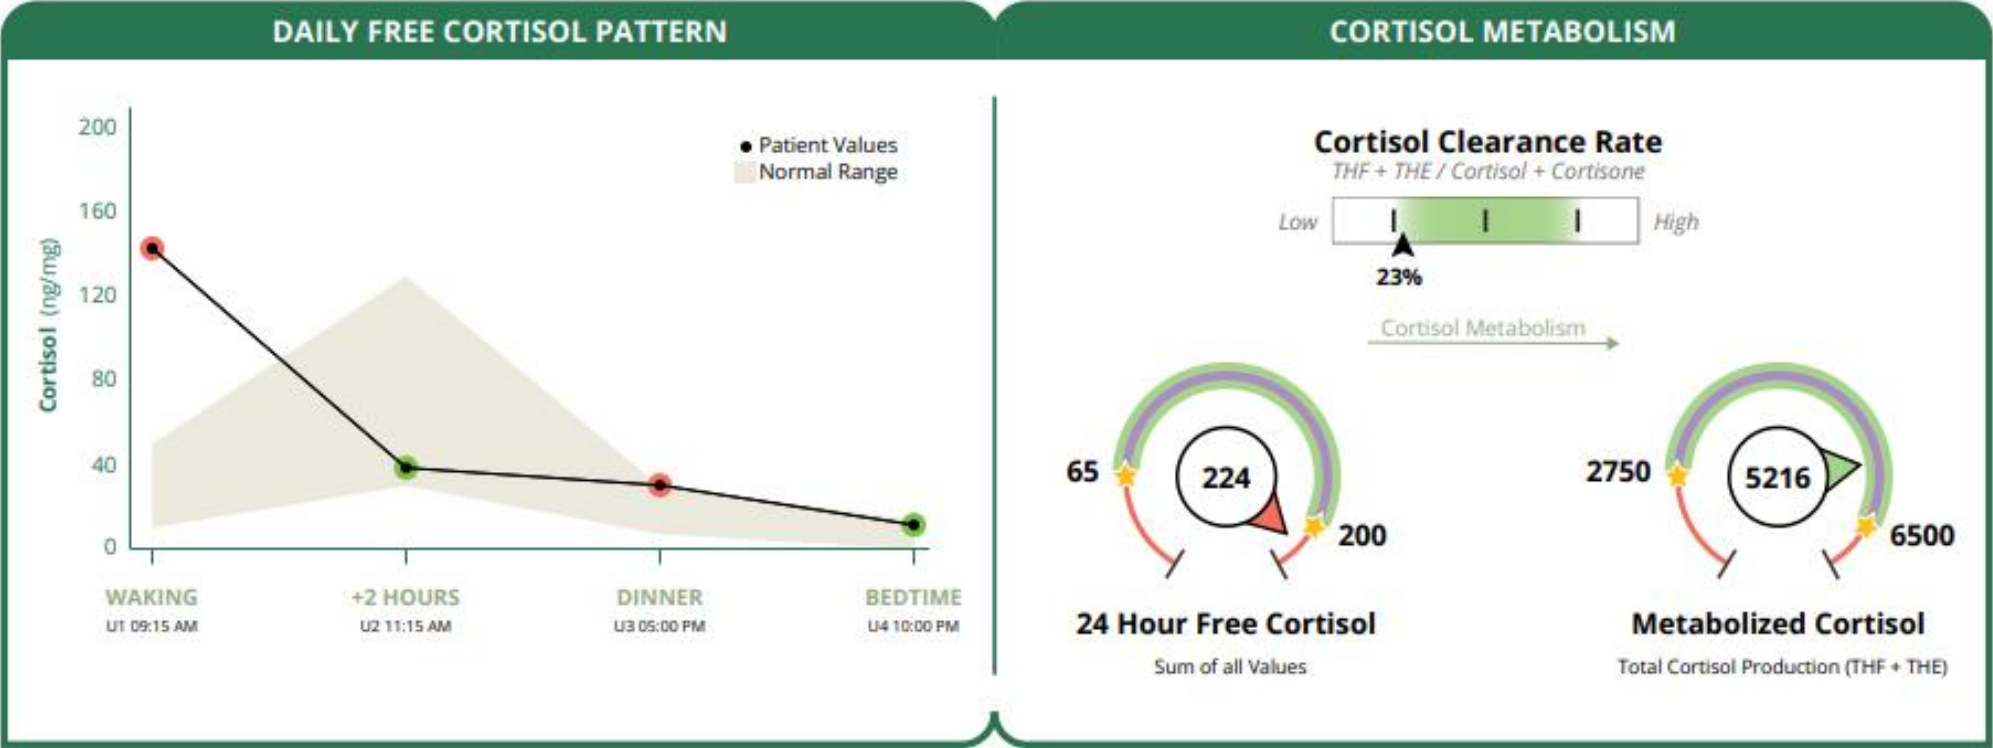 DAILY FREE CORTISOL PATTERN
200
160
120
80
40
0
Cortisol (ng/mg)
Patient Values
Normal Range
WAKING
U1 09:15 AM
+2 HOURS
U2 11:15 AM
DINNER
U3 05:00 PM
BEDTIME
U4 10:00 PM
CORTISOL METABOLISM
Cortisol Clearance Rate
THF + THE / Cortisol + Cortisone
Low
High
23%
Cortisol Metabolism
65
224
200
24 Hour Free Cortisol
Sum of all Values
2750
5216
6500
Metabolized Cortisol
Total Cortisol Production (THF + THE)